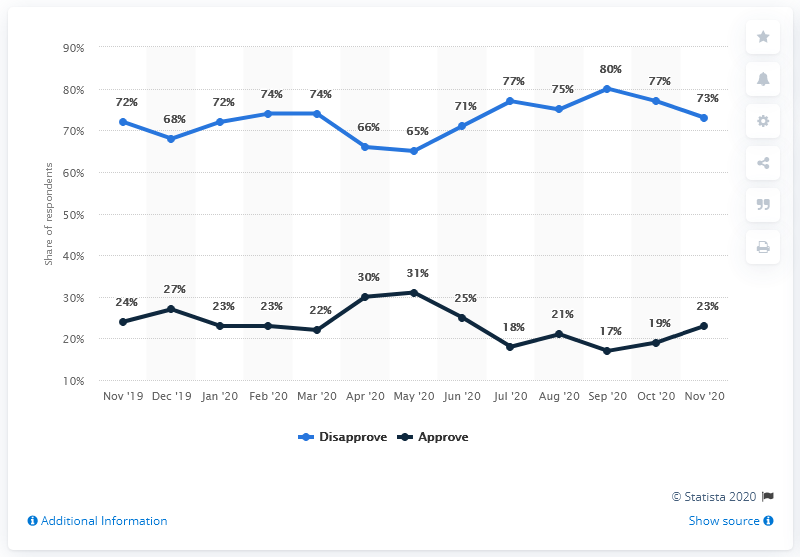 90%
80%
70%
60%
50%
40%
30%
20%
10%
Share of respondents
72% 68% 72% 74% 74% 66% 65% 71% 77% 75% 80% 77% 73%
24% 27% 23% 23% 22% 30% 31% 25% 18% 21% 17% 19% 23%
Nov '19 Dec '19 Jan '20 Feb '20 Mar '20 Apr '20 May '20 Jun '20 Jul '20 Aug '20 Sep '20 Oct '20 Nov '20
Disapprove Approve
© Statista 2020
Additional Information Show source